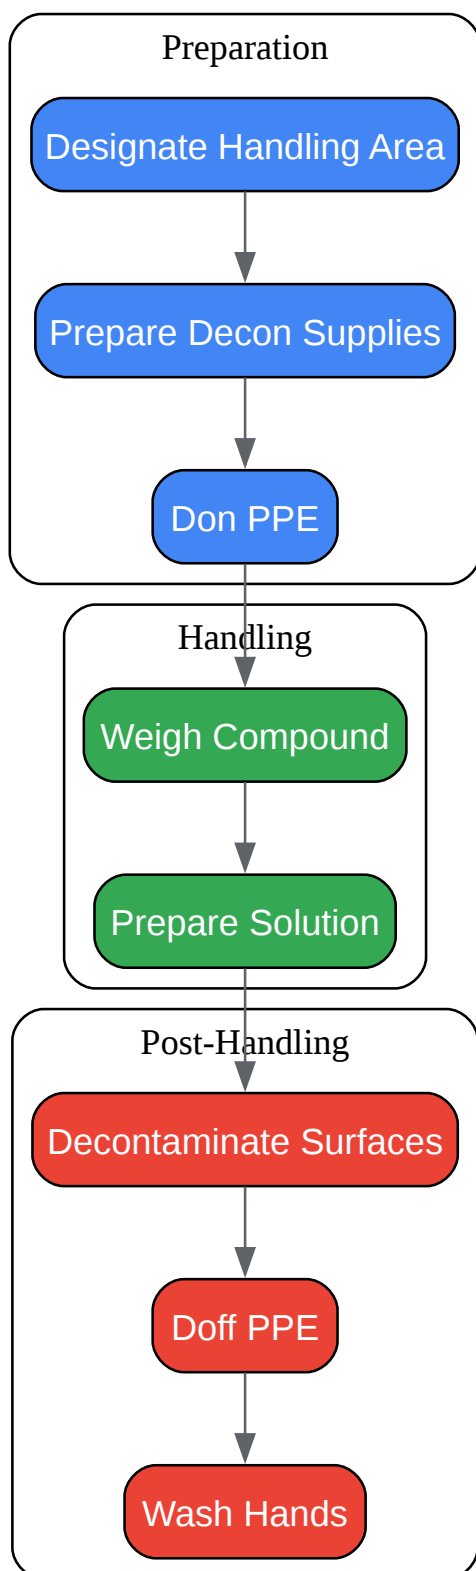 Preparation
Designate Handling Area
Prepare Decon Supplies
Don PPE
Handling
Weigh Compound
Prepare Solution
Post-Handling
Decontaminate Surfaces
Doff PPE
Wash Hands